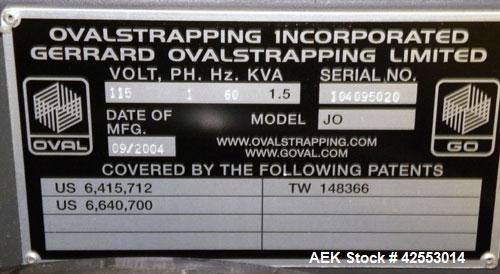 OVALSTRAPPING INCORPORATED
GERRARD OVALSTRAPPING LIMITED
VOLT, PH. Hz. KVA SERIAL NO.
115 1 60 1.5 104095020
DATE OF MFG. MODEL JO
09/2004
WWW.OVALSTRAPPING.COM
WWW.GOVAL.COM
OVAL GO
COVERED BY THE FOLLOWING PATENTS
US 6,415,712 TW 148366
US 6,640,700
AEK Stock # 42553014